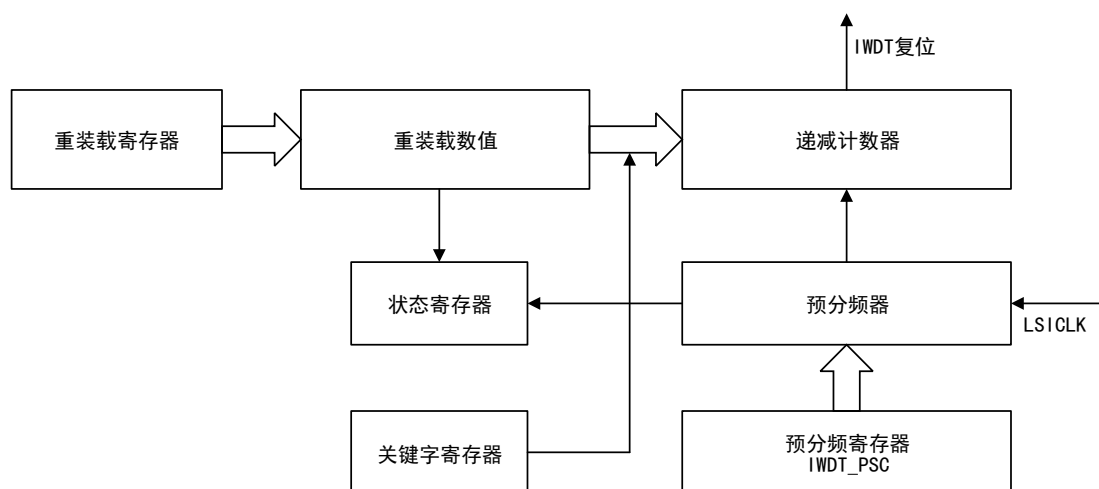 IWDT复位
重装载寄存器
重装载数值
递减计数器
状态寄存器
预分频器
LSICLK
关键字寄存器
预分频寄存器
IWDT_PSC